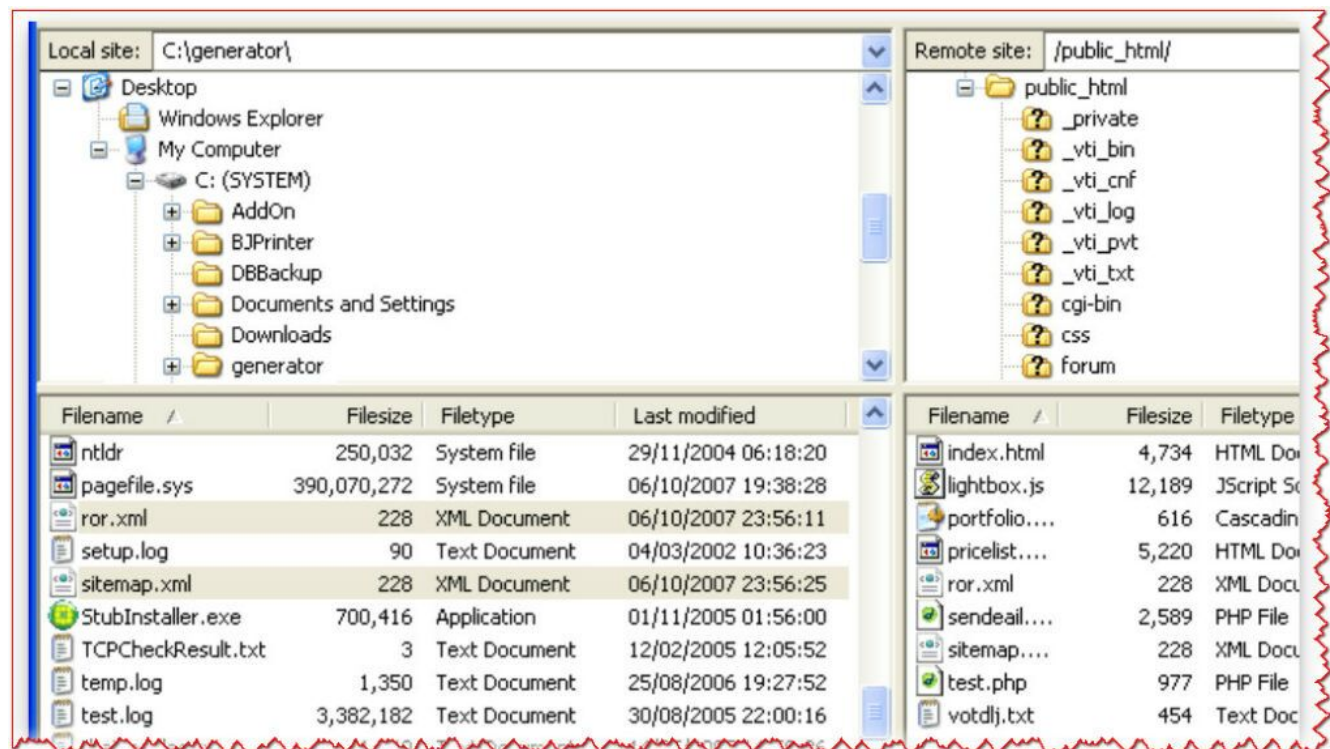 Local site: C:\generator\
Desktop
Windows Explorer
My Computer
C: (SYSTEM)
AddOn
BJPrinter
DBBackup
Documents and Settings
Downloads
generator
Remote site: /public_html/
public_html
_private
_vti_bin
_vti_cnf
_vti_log
_vti_pvt
_vti_txt
cgi-bin
css
forum
Filename Filesize Filetype Last modified
ntldr 250,032 System file 29/11/2004 06:18:20
pagefile.sys 390,070,272 System file 06/10/2007 19:38:28
ror.xml 228 XML Document 06/10/2007 23:56:11
setup.log 90 Text Document 04/03/2002 10:36:23
sitemap.xml 228 XML Document 06/10/2007 23:56:25
StubInstaller.exe 700,416 Application 01/11/2005 01:56:00
TCPCheckResult.txt 3 Text Document 12/02/2005 12:05:52
temp.log 1,350 Text Document 25/08/2006 19:27:52
test.log 3,382,182 Text Document 30/08/2005 22:00:16
Filename Filesize Filetype
index.html 4,734 HTML Do
lightbox.js 12,189 JScript Sc
portfolio.... 616 Cascadin
pricelist.... 5,220 HTML Do
ror.xml 228 XML Docu
sendeail.... 2,589 PHP File
sitemap.... 228 XML Docu
test.php 977 PHP File
votdlj.txt 454 Text Doc